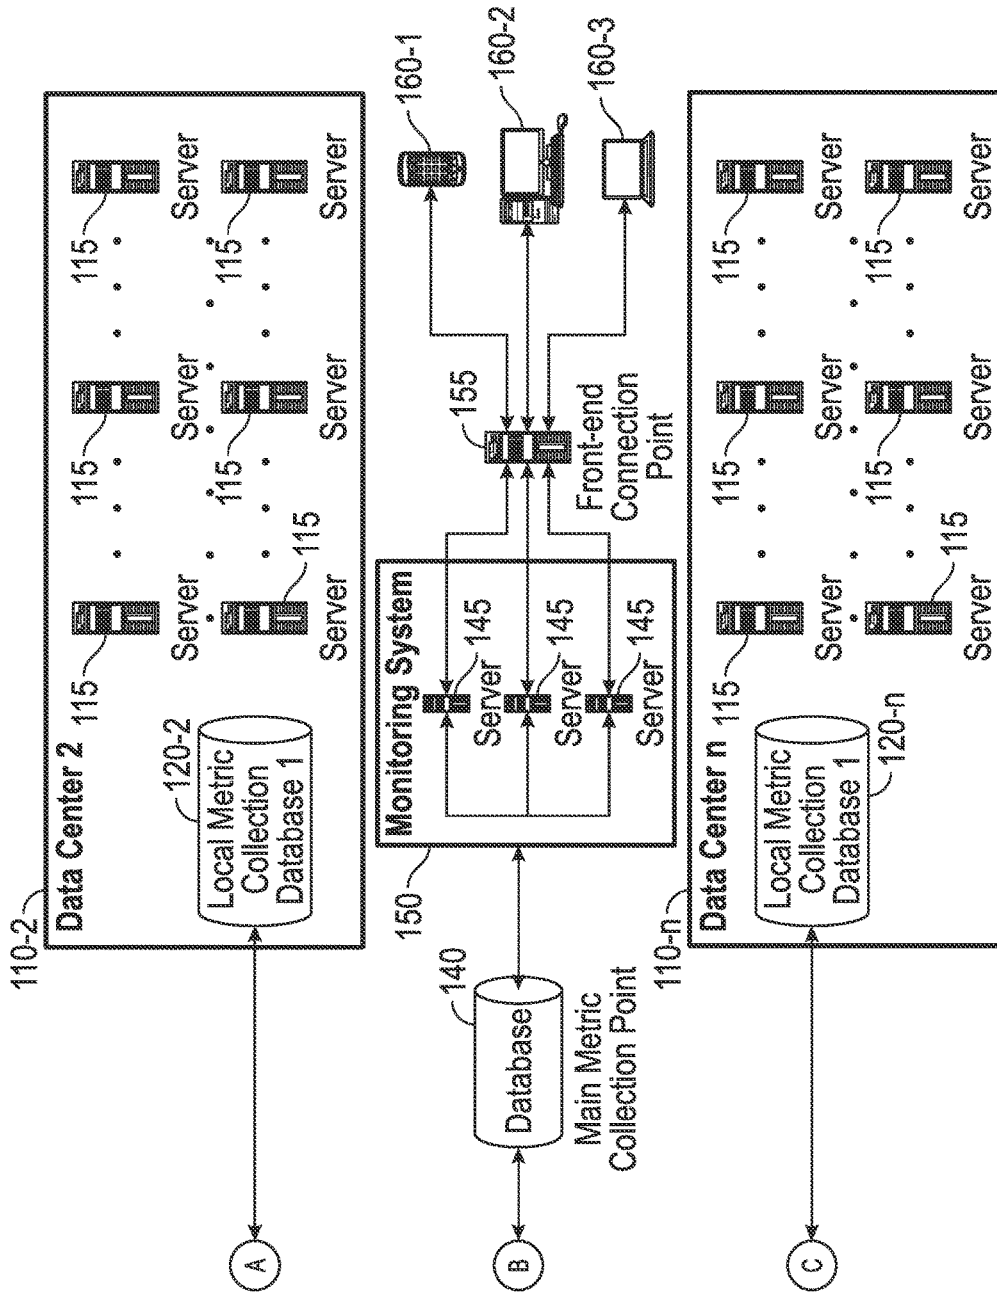 110-2
Data Center 2
Local Metric
Collection
Database 1
120-2
115
Server
115
Server
115
Server
115
Server
115
Server
115
Server
A
B
Database
140
Main Metric
Collection Point
150
Monitoring System
145
Server
145
Server
145
Server
155
Front-end
Connection
Point
160-1
160-2
160-3
110-n
Data Center n
Local Metric
Collection
Database 1
120-n
115
Server
115
Server
115
Server
115
Server
115
Server
115
Server
C